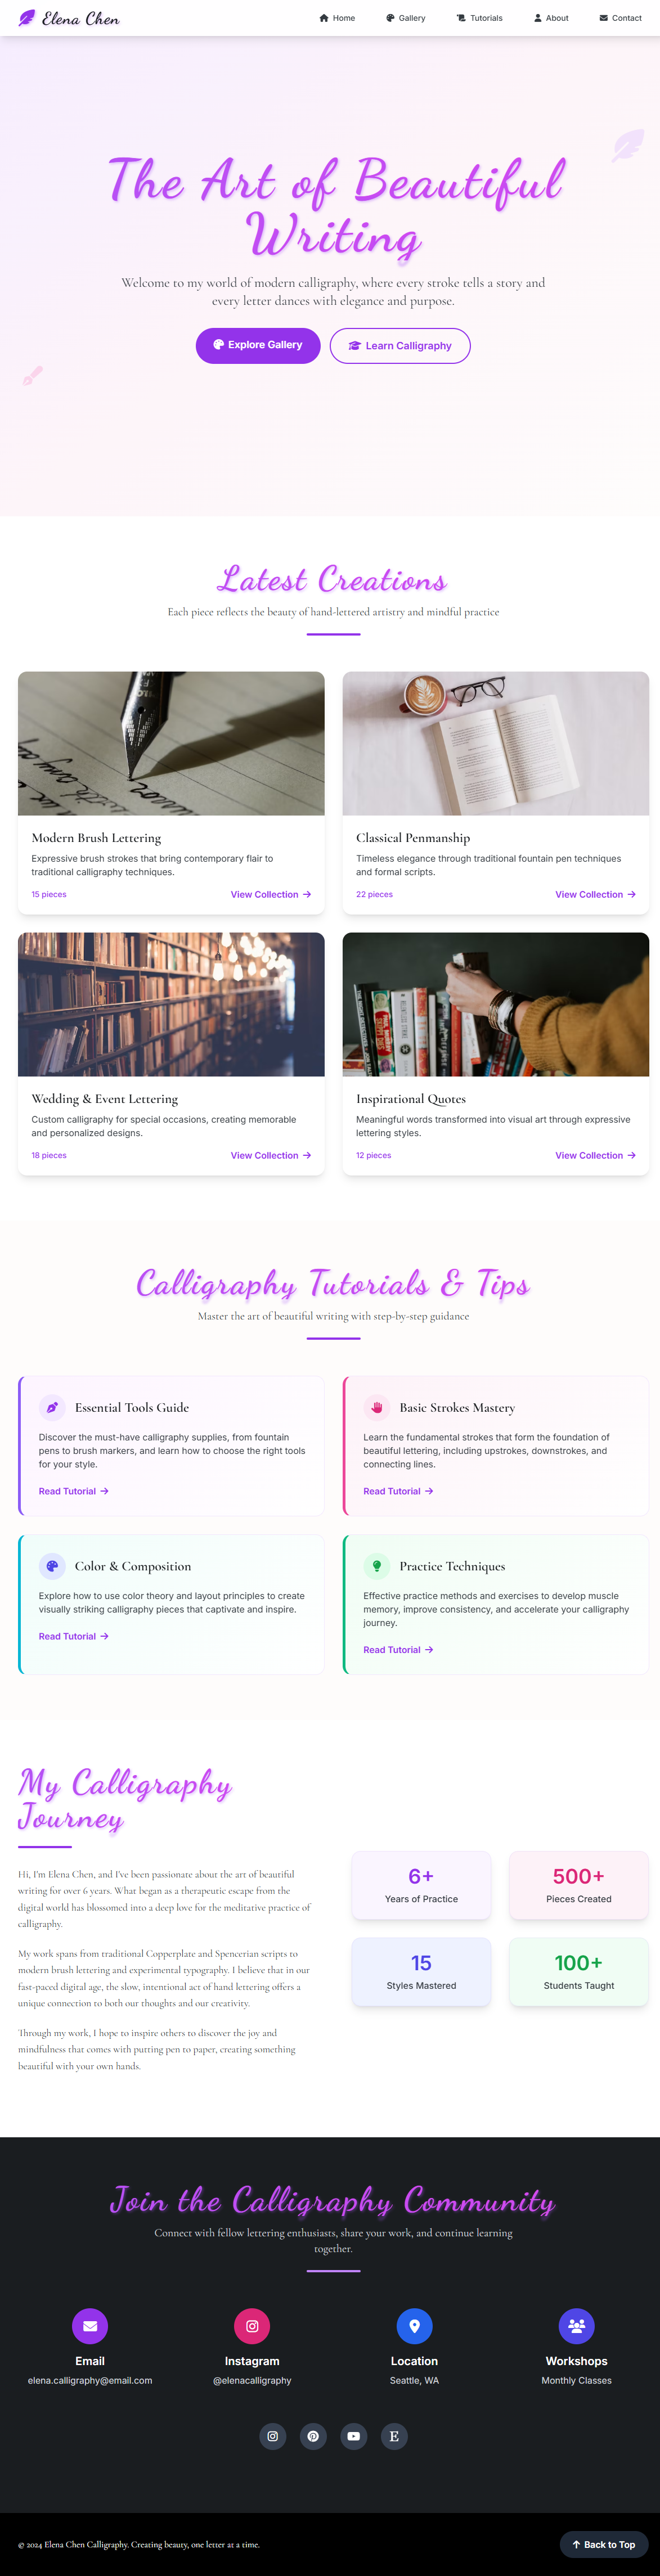 Elena Chen
Home
Gallery
Tutorials
About
Contact
The Art of Beautiful
Writing
Welcome to my world of modern calligraphy, where every stroke tells a story and
every letter dances with elegance and purpose.
Explore Gallery
Learn Calligraphy
Latest Creations
Each piece reflects the beauty of hand-lettered artistry and mindful practice
Modern Brush Lettering
Expressive brush strokes that bring contemporary flair to
traditional calligraphy techniques.
15 pieces
View Collection
Classical Penmanship
Timeless elegance through traditional fountain pen techniques
and formal scripts.
22 pieces
View Collection
Wedding & Event Lettering
Custom calligraphy for special occasions, creating memorable
and personalized designs.
18 pieces
View Collection
Inspirational Quotes
Meaningful words transformed into visual art through expressive
lettering styles.
12 pieces
View Collection
Calligraphy Tutorials & Tips
Master the art of beautiful writing with step-by-step guidance
Essential Tools Guide
Discover the must-have calligraphy supplies, from fountain
pens to brush markers, and learn how to choose the right tools
for your style.
Read Tutorial
Basic Strokes Mastery
Learn the fundamental strokes that form the foundation of
beautiful lettering, including upstrokes, downstrokes, and
connecting lines.
Read Tutorial
Color & Composition
Explore how to use color theory and layout principles to create
visually striking calligraphy pieces that captivate and inspire.
Read Tutorial
Practice Techniques
Effective practice methods and exercises to develop muscle
memory, improve consistency, and accelerate your calligraphy
journey.
Read Tutorial
My Calligraphy
Journey
Hi, I'm Elena Chen, and I've been passionate about the art of beautiful
writing for over 6 years. What began as a therapeutic escape from the
digital world has blossomed into a deep love for the meditative practice of
calligraphy.
My work spans from traditional Copperplate and Spencerian scripts to
modern brush lettering and experimental typography. I believe that in our
fast-paced digital age, the slow, intentional act of hand lettering offers a
unique connection to both our thoughts and our creativity.
Through my work, I hope to inspire others to discover the joy and
mindfulness that comes with putting pen to paper, creating something
beautiful with your own hands.
6+
Years of Practice
500+
Pieces Created
15
Styles Mastered
100+
Students Taught
Join the Calligraphy Community
Connect with fellow lettering enthusiasts, share your work, and continue learning
together.
Email
elena.calligraphy@email.com
Instagram
@elenacalligraphy
Location
Seattle, WA
Workshops
Monthly Classes
© 2024 Elena Chen Calligraphy. Creating beauty, one letter at a time.
Back to Top